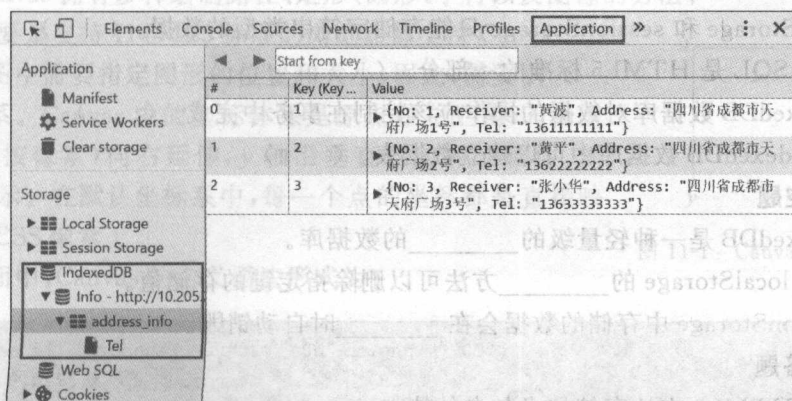 Elements Console Sources Network Timeline Profiles Application »
Application
Manifest
Service Workers
Clear storage
Storage
Local Storage
Session Storage
IndexedDB
Info - http://10.205.
address_info
Tel
Web SQL
Cookies
Start from key
# Key (Key ... Value
0 1 {No: 1, Receiver: "黄波", Address: "四川省成都市天
府广场1号", Tel: "13611111111"}
1 2 {No: 2, Receiver: "黄平", Address: "四川省成都市天
府广场2号", Tel: "13622222222"}
2 3 {No: 3, Receiver: "张小华", Address: "四川省成都市
天府广场3号", Tel: "13633333333"}